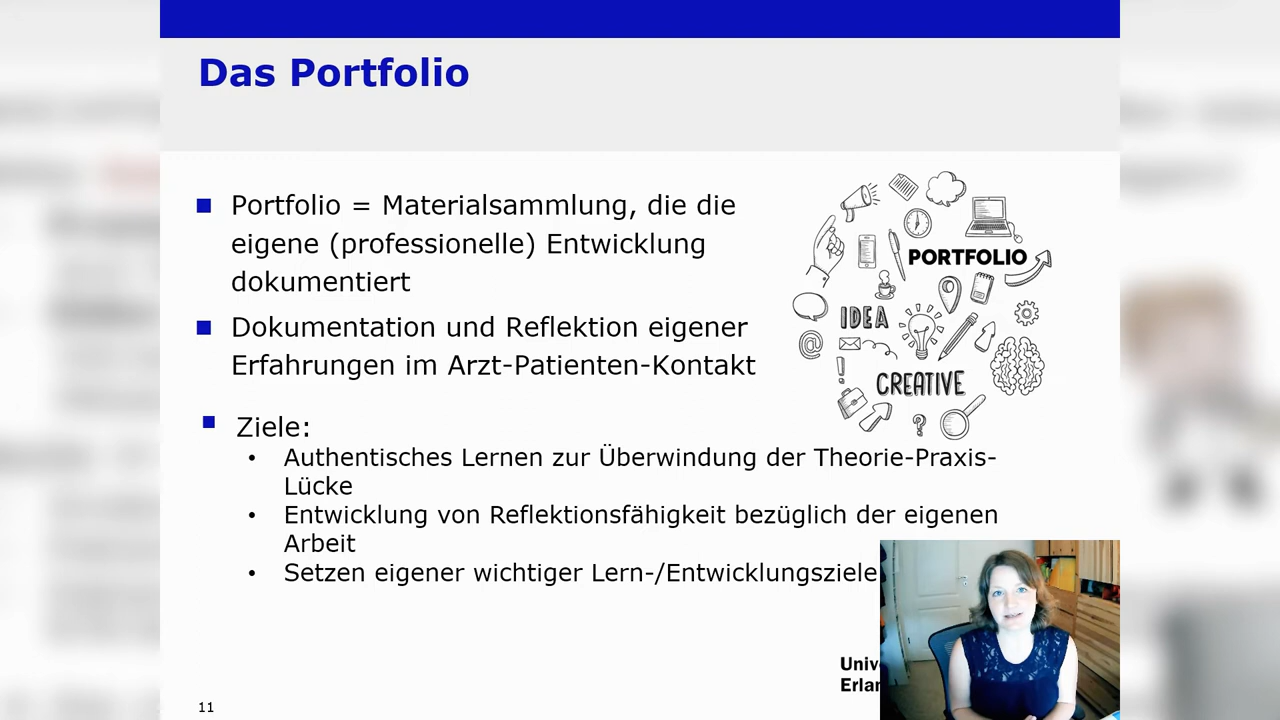 Das Portfolio
Portfolio = Materialsammlung, die die
eigene (professionelle) Entwicklung
dokumentiert
Dokumentation und Reflektion eigener
Erfahrungen im Arzt-Patienten-Kontakt
PORTFOLIO
IDEA
CREATIVE
Ziele:
Authentisches Lernen zur Überwindung der Theorie-Praxis-
Lücke
Entwicklung von Reflektionsfähigkeit bezüglich der eigenen
Arbeit
Setzen eigener wichtiger Lern-/Entwicklungsziele
11